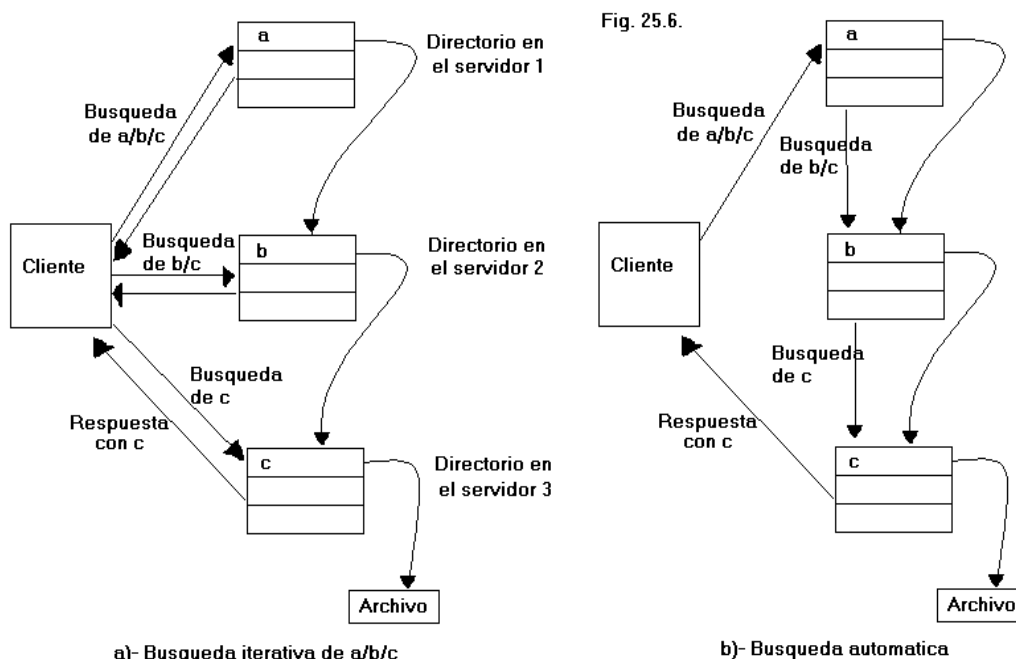 Fig. 25.6.
a
Directorio en
el servidor 1
Busqueda
de a/b/c
Cliente
Busqueda
de b/c
b
Directorio en
el servidor 2
Busqueda
de c
Respuesta
con c
c
Directorio en
el servidor 3
Archivo
a)- Busqueda iterativa de a/b/c
a
Busqueda
de a/b/c
Busqueda
de b/c
Cliente
b
Busqueda
de c
Respuesta
con c
c
Archivo
b)- Busqueda automatica